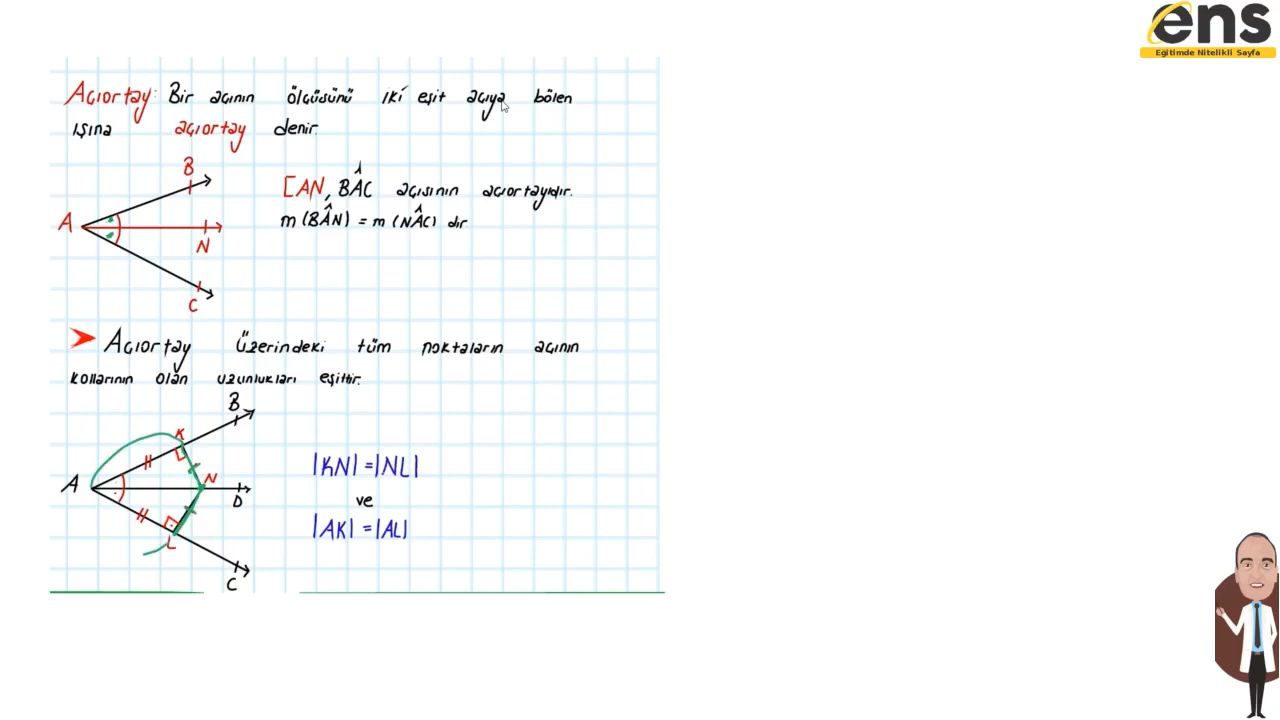 ens
Eğitimde Nitelikli Sayfa
Açıortay: Bir açının ölçüsünü iki eşit açıya bölen
ışına açıortay denir.
B
A
N
C
[AN, BÂC açısının açıortayıdır.
m(BÂN) = m(NÂC) dir
Açıortay üzerindeki tüm noktaların açının
kollarının olan uzunlukları eşittir.
B
K
A
N
D
L
C
|KN| = |NL|
ve
|AK| = |AL|